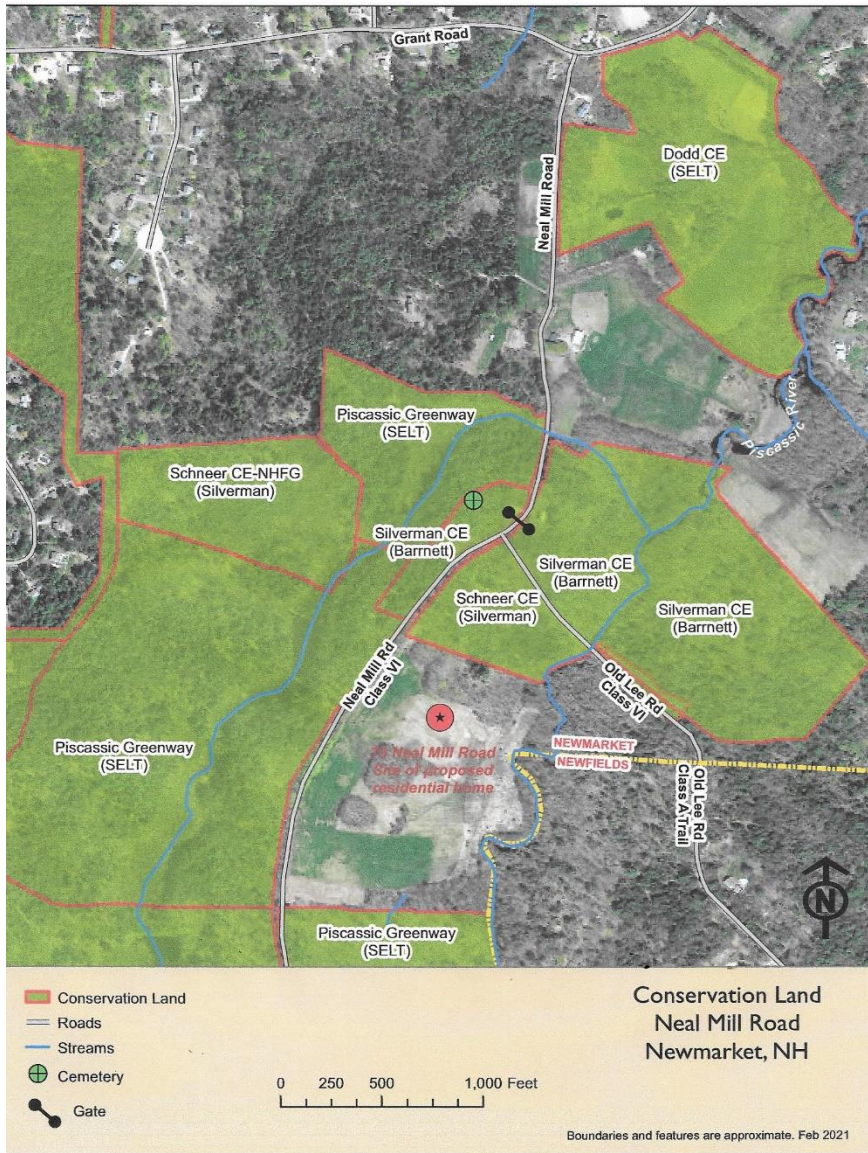 Grant Road
Neal Mill Road
Dodd CE
(SELT)
Piscassic River
Piscassic Greenway
(SELT)
Schneer CE-NHFG
(Silverman)
Silverman CE
(Barrnett)
Silverman CE
(Barrnett)
Schneer CE
(Silverman)
Silverman CE
(Barrnett)
Neal Mill Rd
Class VI
Old Lee Rd
Class VI
Piscassic Greenway
(SELT)
Neal Mill Road
Site of proposed
residential home
NEWMARKET
NEWFIELDS
Old Lee Rd
Class A Trail
N
Piscassic Greenway
(SELT)
Conservation Land
Roads
Streams
Cemetery
Gate
0 250 500 1,000 Feet
Conservation Land
Neal Mill Road
Newmarket, NH
Boundaries and features are approximate. Feb 2021